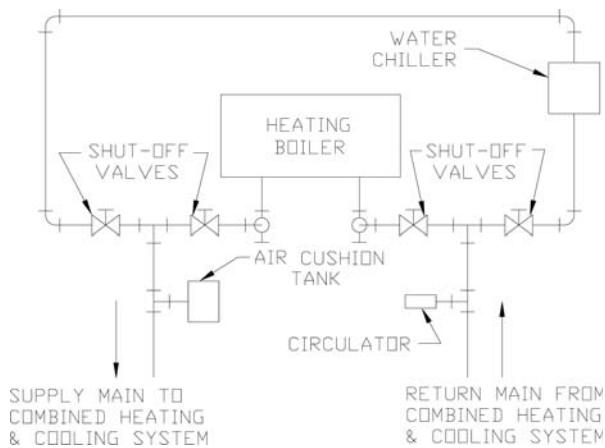 WATER
CHILLER
HEATING
BOILER
SHUT-OFF
VALVES
SHUT-OFF
VALVES
AIR CUSHION
TANK
CIRCULATOR
SUPPLY MAIN TO
COMBINED HEATING
& COOLING SYSTEM
RETURN MAIN FROM
COMBINED HEATING
& COOLING SYSTEM